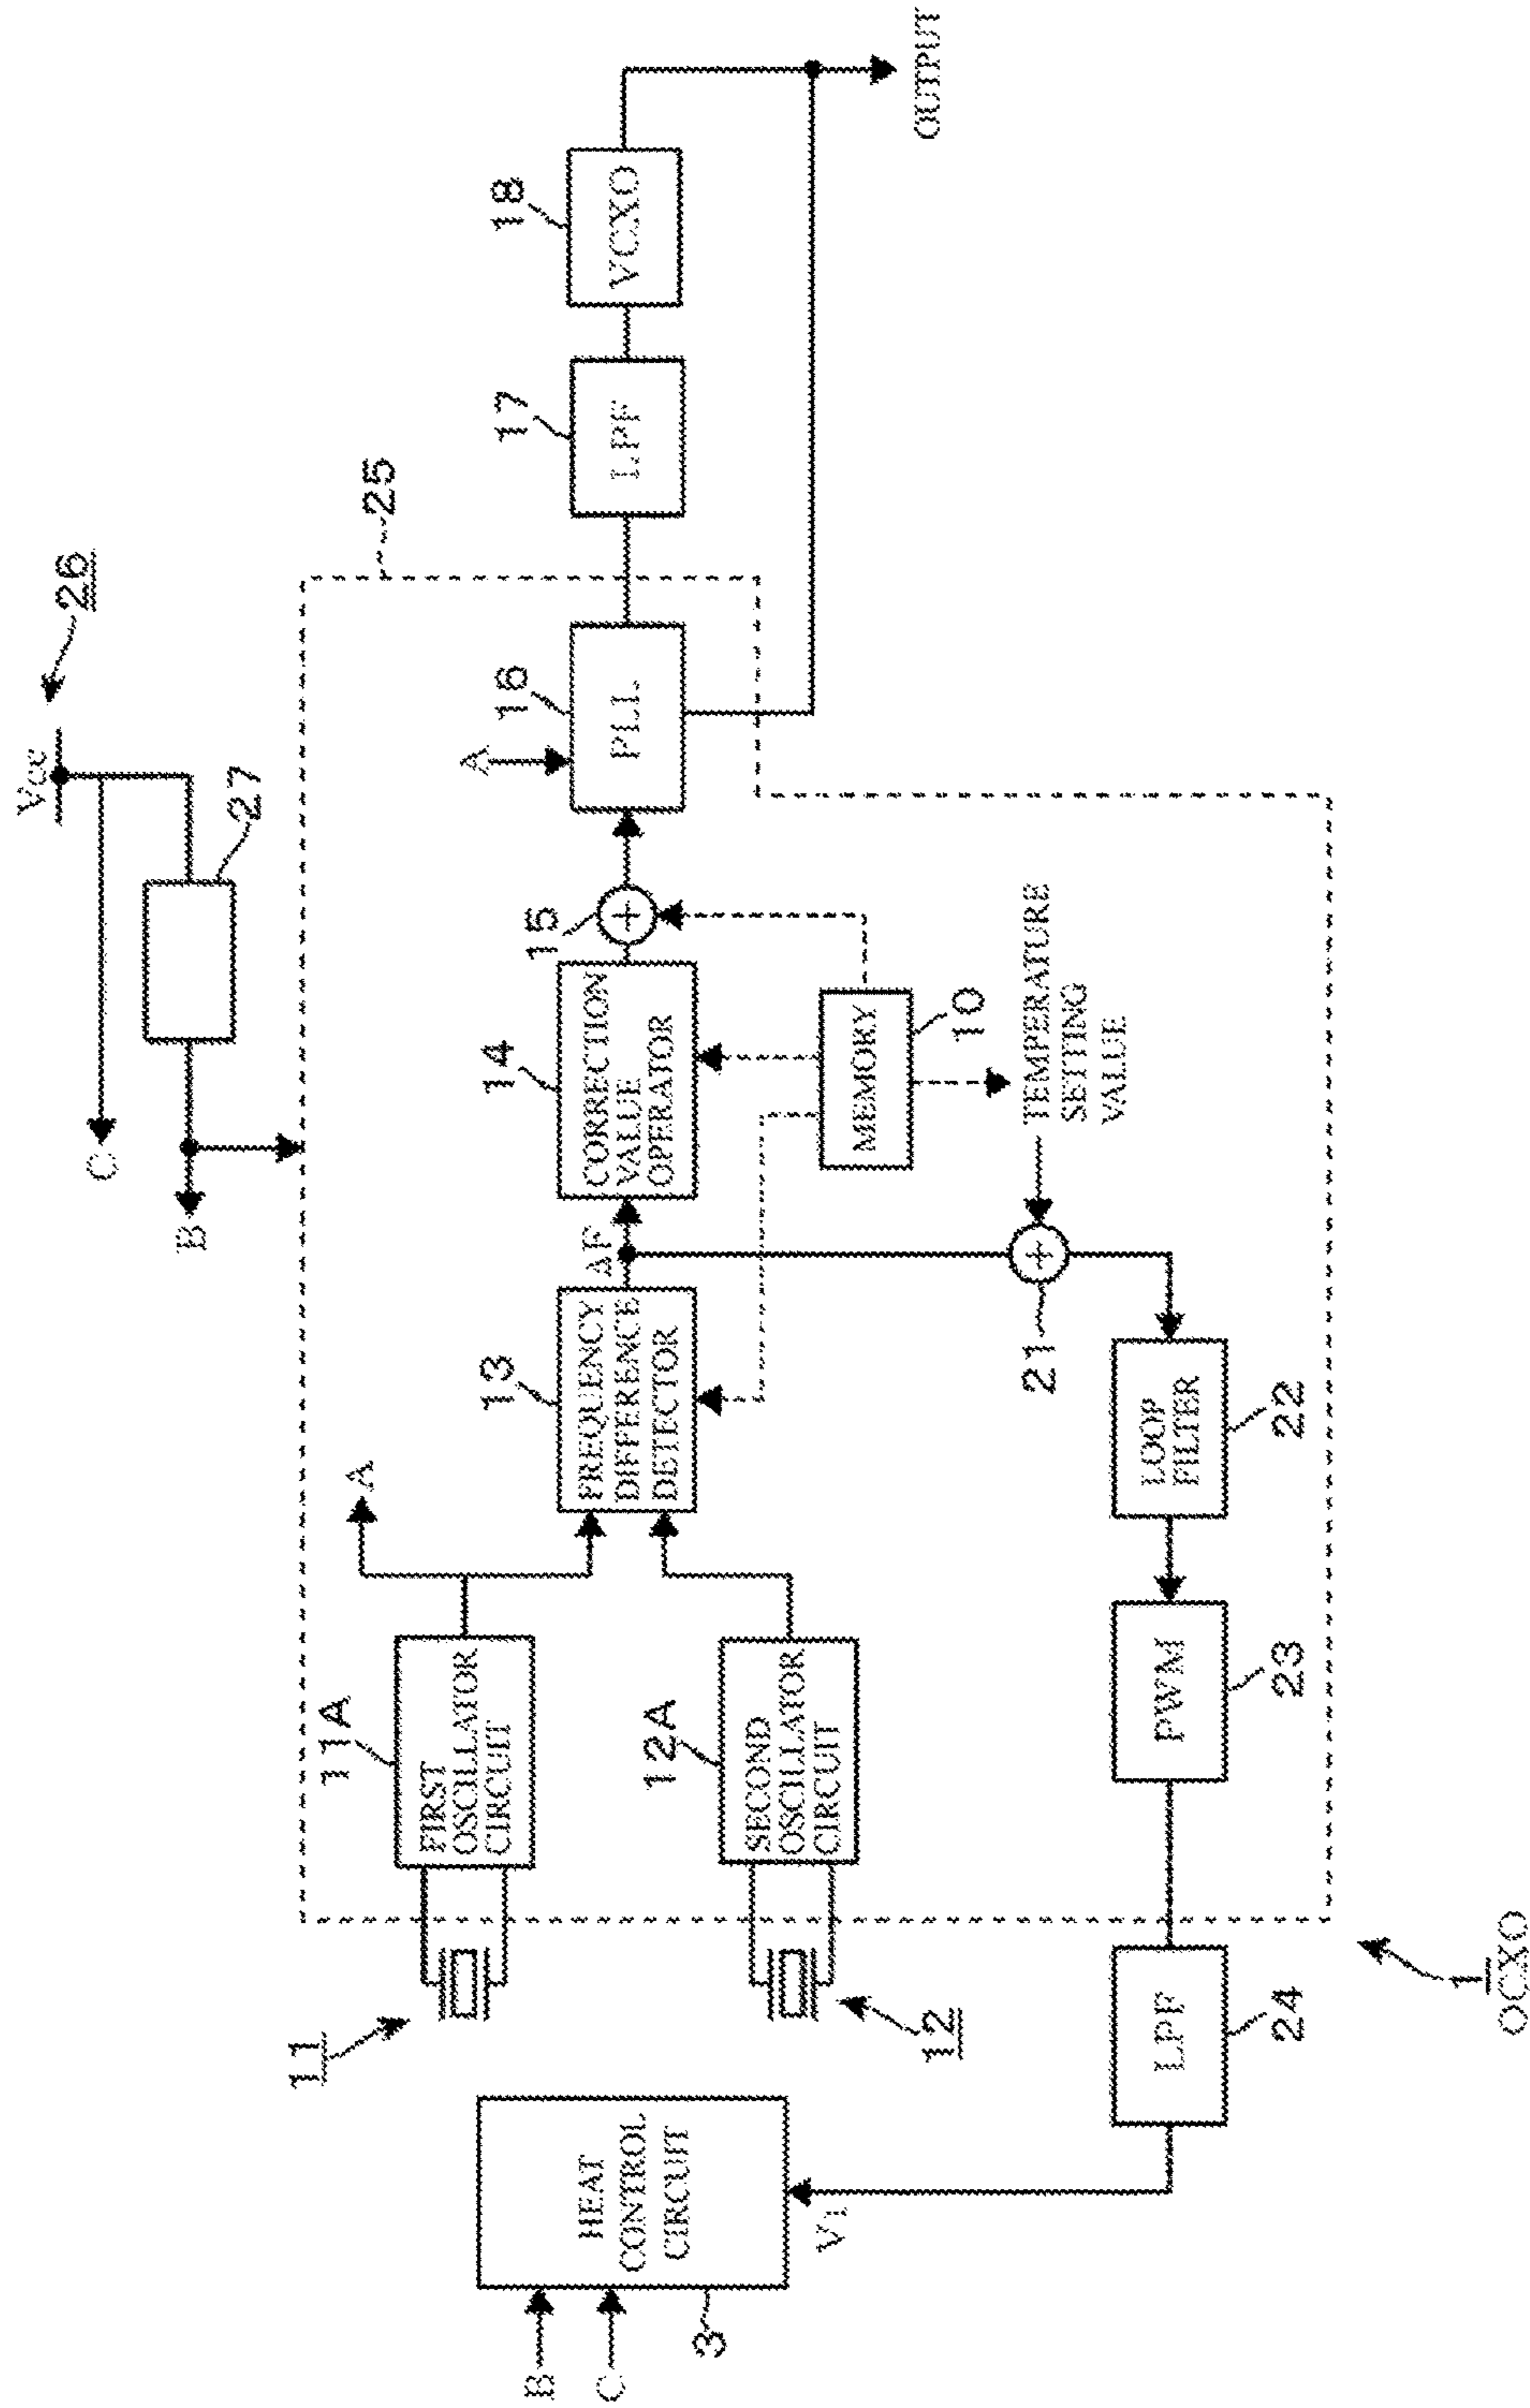 26
Vcc
27
C
B
25
18
VCXO
17
LPF
16
PLL
A
OUTPUT
15
+
14
CORRECTION
VALUE
OPERATOR
MEMORY
10
TEMPERATURE
SETTING
VALUE
ΔF
13
FREQUENCY
DIFFERENCE
DETECTOR
+
21
A
11A
FIRST
OSCILLATOR
CIRCUIT
12A
SECOND
OSCILLATOR
CIRCUIT
LOOP
FILTER
22
PWM
23
11
12
LPF
24
HEAT
CONTROL
CIRCUIT
V1
B
C
3
1
OCXO